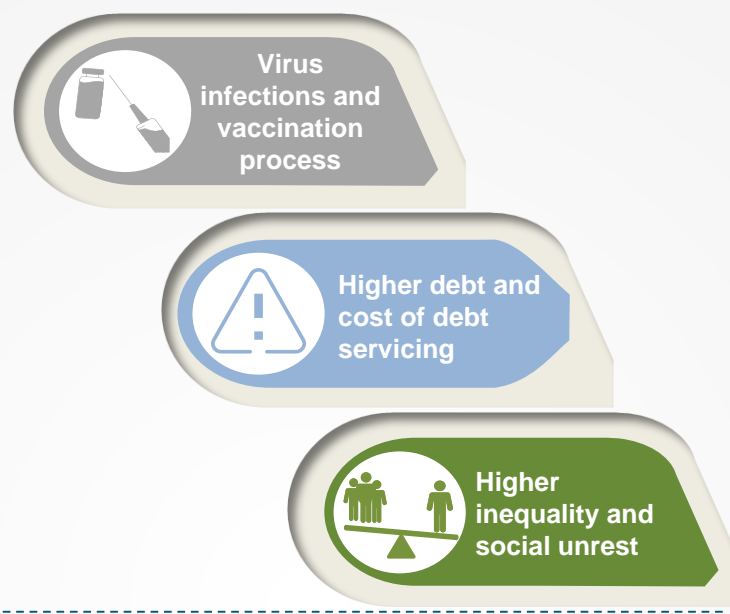 Virus
infections and
vaccination
process
Higher debt and
cost of debt
servicing
Higher
inequality and
social unrest